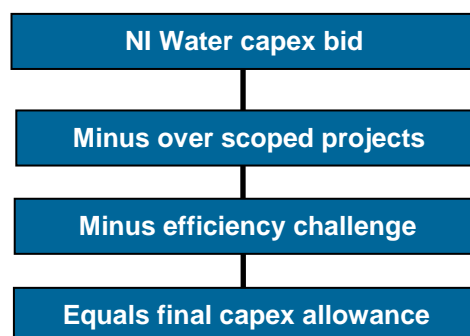 NI Water capex bid
Minus over scoped projects
Minus efficiency challenge
Equals final capex allowance